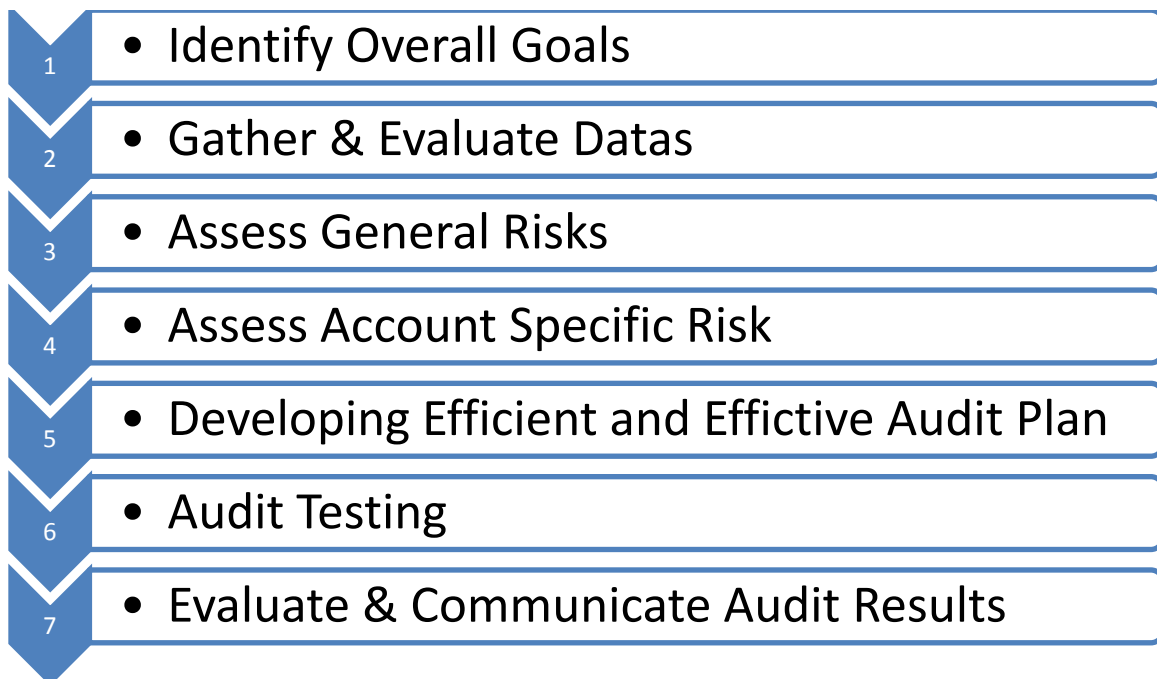 1 • Identify Overall Goals
2 • Gather & Evaluate Datas
3 • Assess General Risks
4 • Assess Account Specific Risk
5 • Developing Efficient and Effictive Audit Plan
6 • Audit Testing
7 • Evaluate & Communicate Audit Results